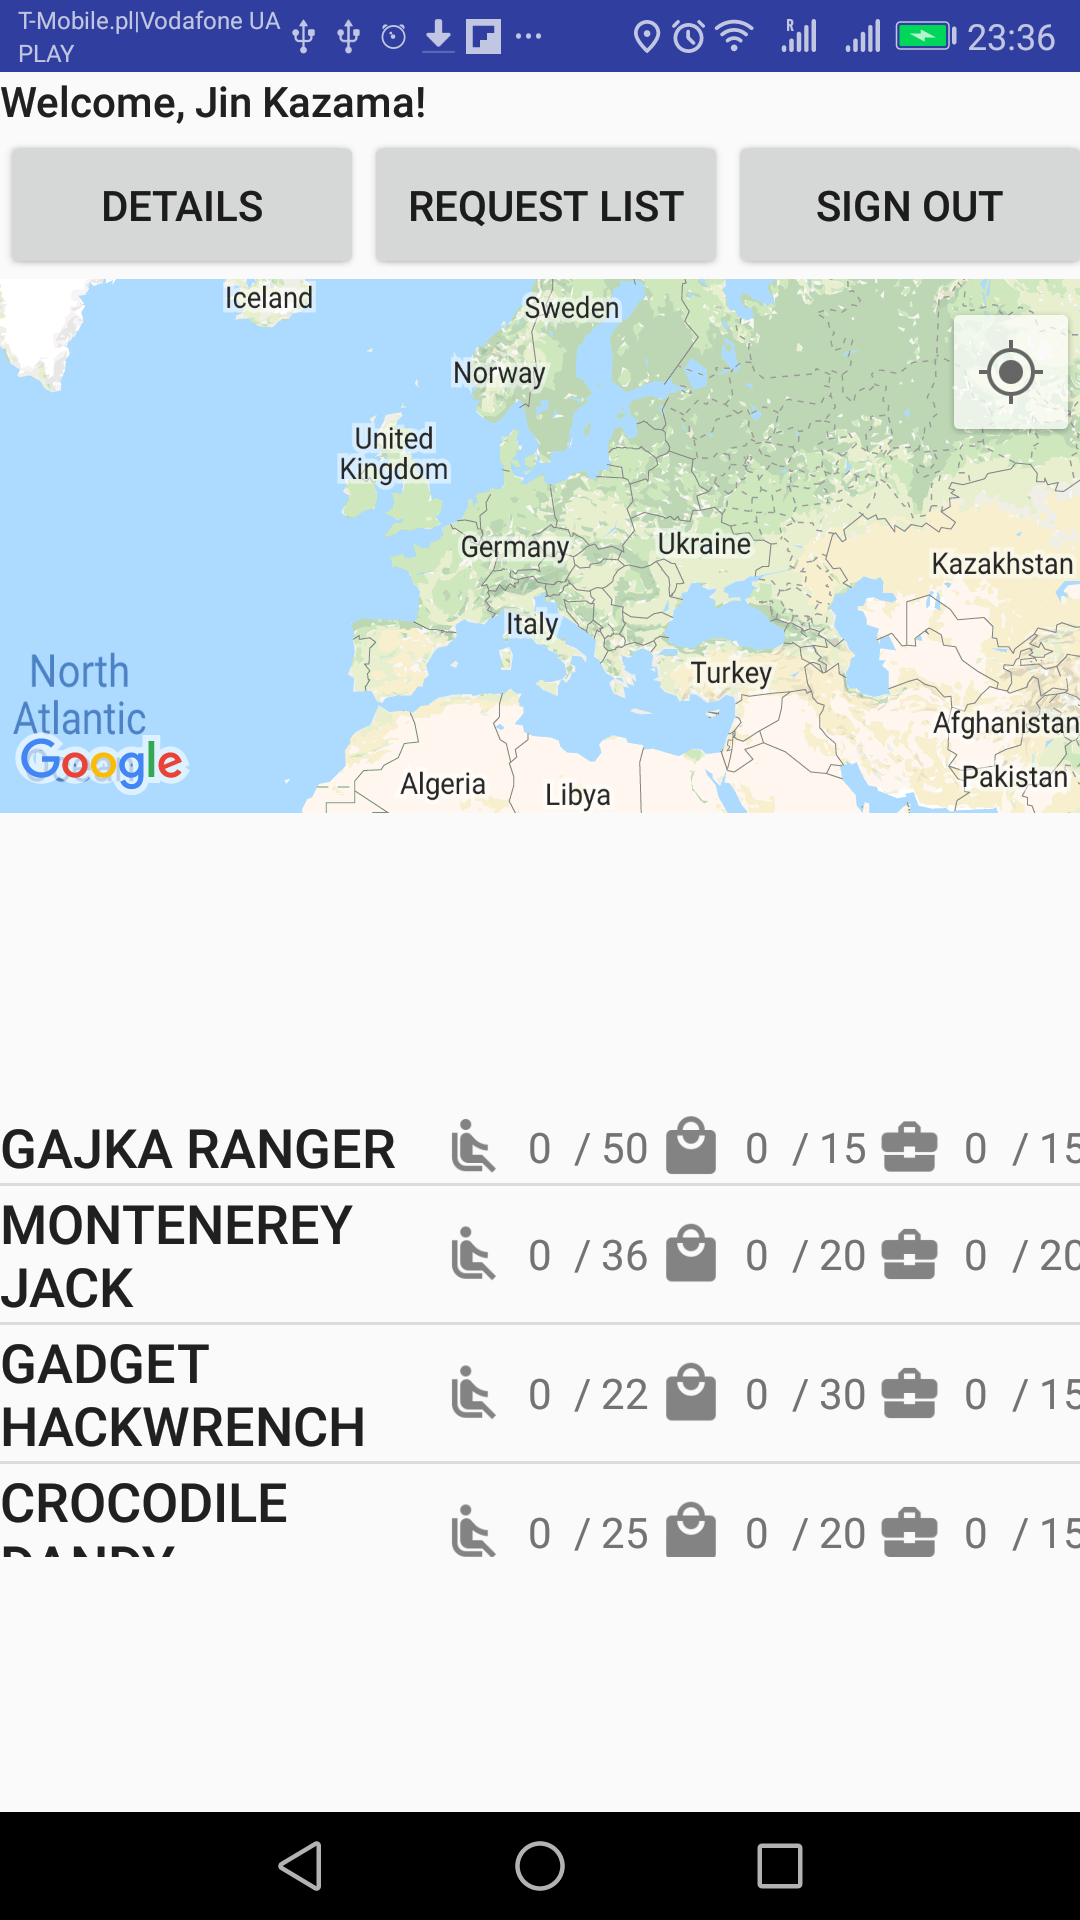 T-Mobile.pl|Vodafone UA
PLAY
R
23:36
Welcome, Jin Kazama!
DETAILS
REQUEST LIST
SIGN OUT
Iceland
Sweden
Norway
United
Kingdom
Germany
Ukraine
Kazakhstan
Italy
North
Atlantic
Turkey
Afghanistan
Google
Pakistan
Algeria
Libya
GAJKA RANGER 0 / 50 0 / 15 0 / 15
MONTENEREY
JACK
0 / 36 0 / 20 0 / 20
GADGET
HACKWRENCH
0 / 22 0 / 30 0 / 15
CROCODILE
DANDY
0 / 25 0 / 20 0 / 15